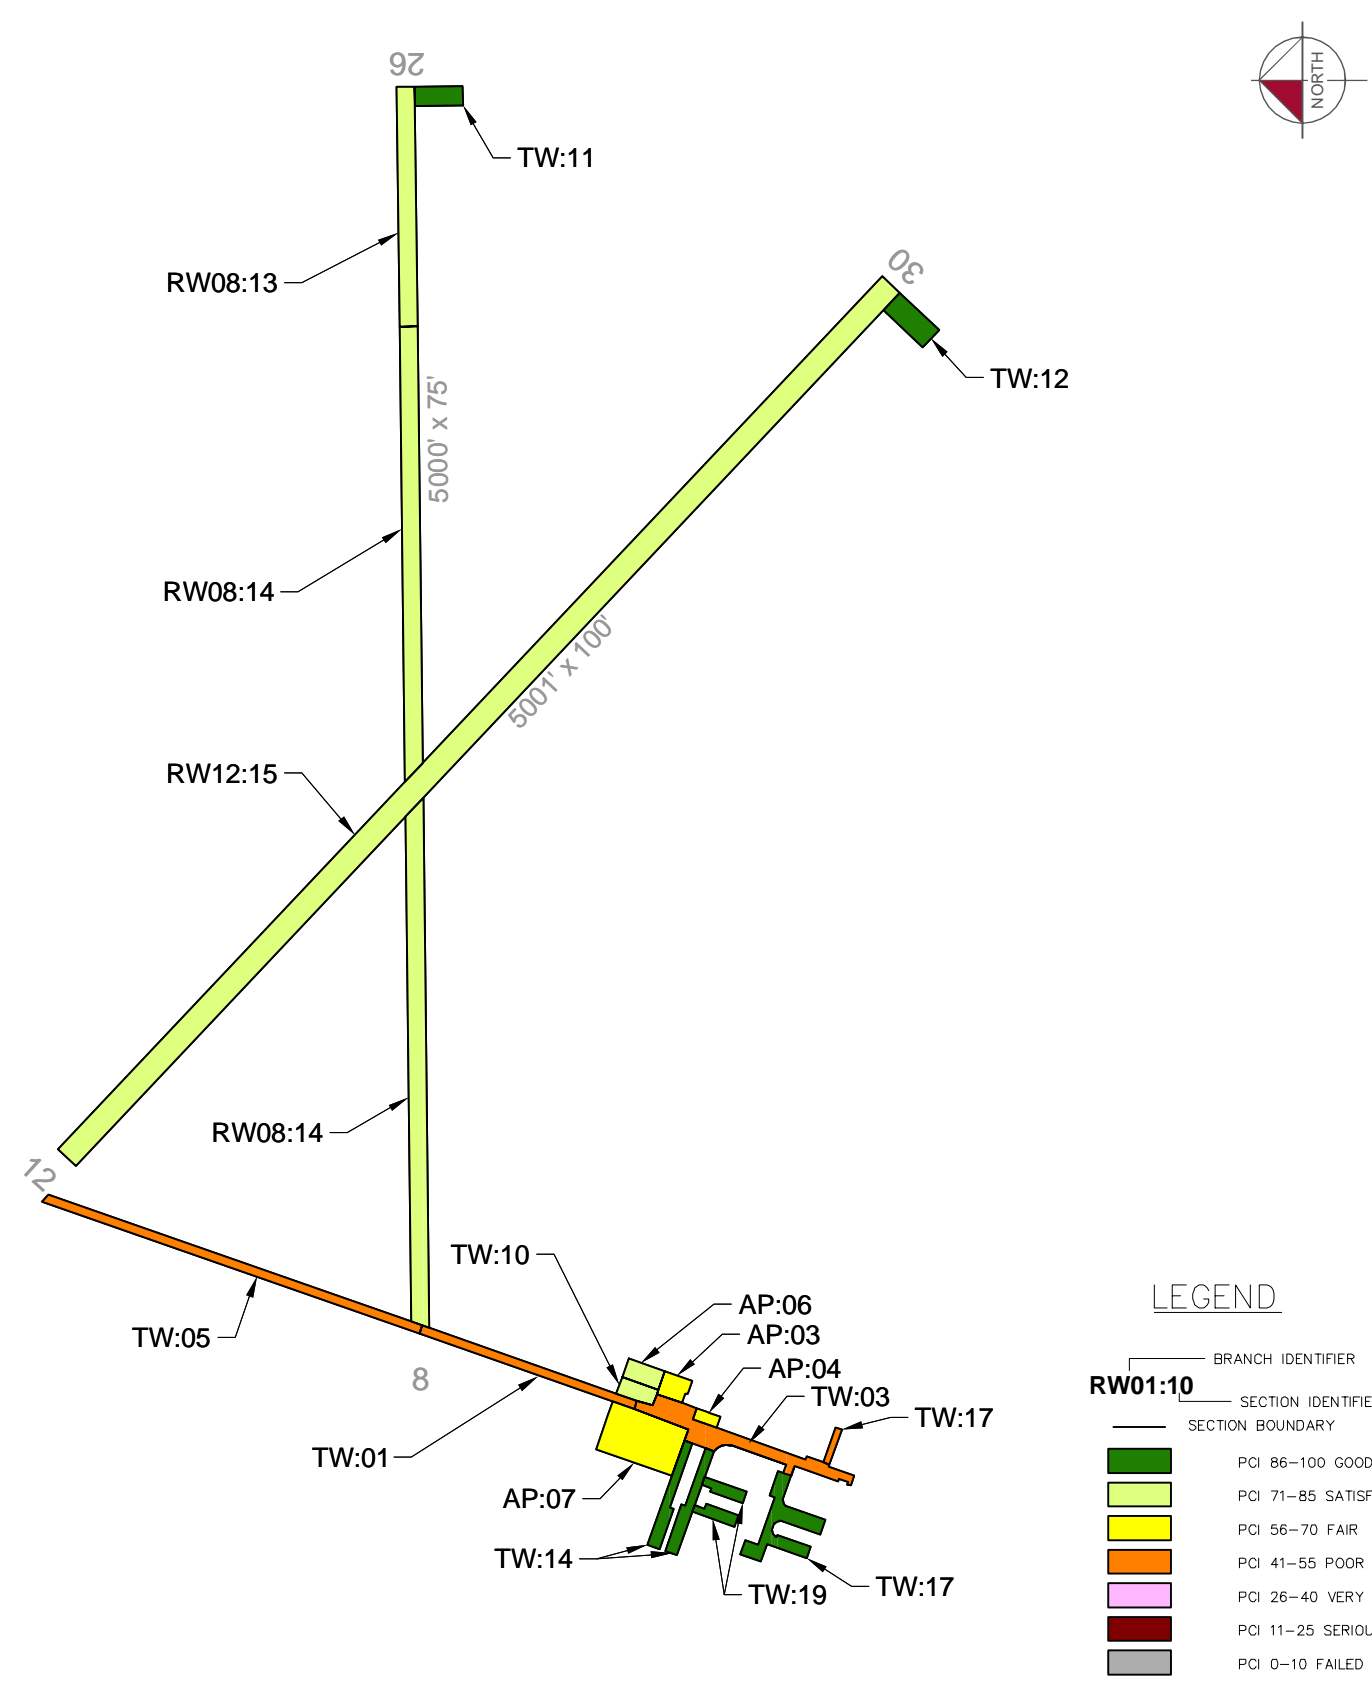 26
NORTH
TW:11
RW08:13
30
TW:12
5000' x 75'
RW08:14
5001' x 100'
RW12:15
RW08:14
12
TW:10
TW:05
AP:06
AP:03
AP:04
TW:03
TW:17
8
TW:01
AP:07
TW:14
TW:19
TW:17
LEGEND
BRANCH IDENTIFIER
RW01:10
SECTION IDENTIFIE
SECTION BOUNDARY
PCI 86-100 GOOD
PCI 71-85 SATISF
PCI 56-70 FAIR
PCI 41-55 POOR
PCI 26-40 VERY
PCI 11-25 SERIOU
PCI 0-10 FAILED